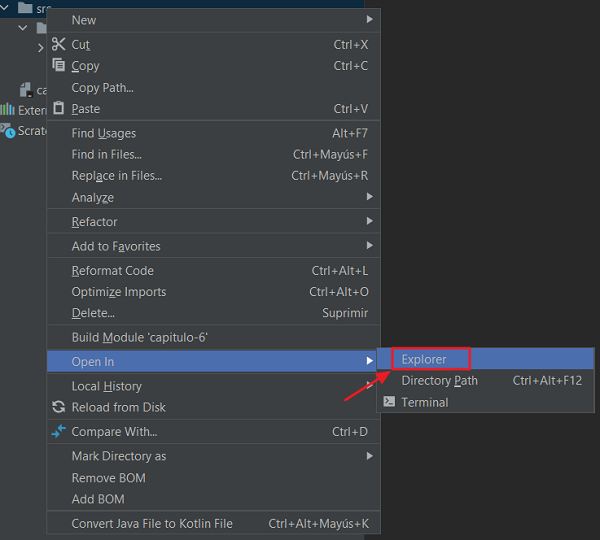 src
New
Cut Ctrl+X
Copy Ctrl+C
Copy Path...
Paste Ctrl+V
Find Usages Alt+F7
Find in Files... Ctrl+Mayús+F
Replace in Files... Ctrl+Mayús+R
Analyze
Refactor
Add to Favorites
Reformat Code Ctrl+Alt+L
Optimize Imports Ctrl+Alt+O
Delete... Suprimir
Build Module 'capitulo-6'
Open In
Explorer
Directory Path Ctrl+Alt+F12
Terminal
Local History
Reload from Disk
Compare With... Ctrl+D
Mark Directory as
Remove BOM
Add BOM
Convert Java File to Kotlin File Ctrl+Alt+Mayús+K